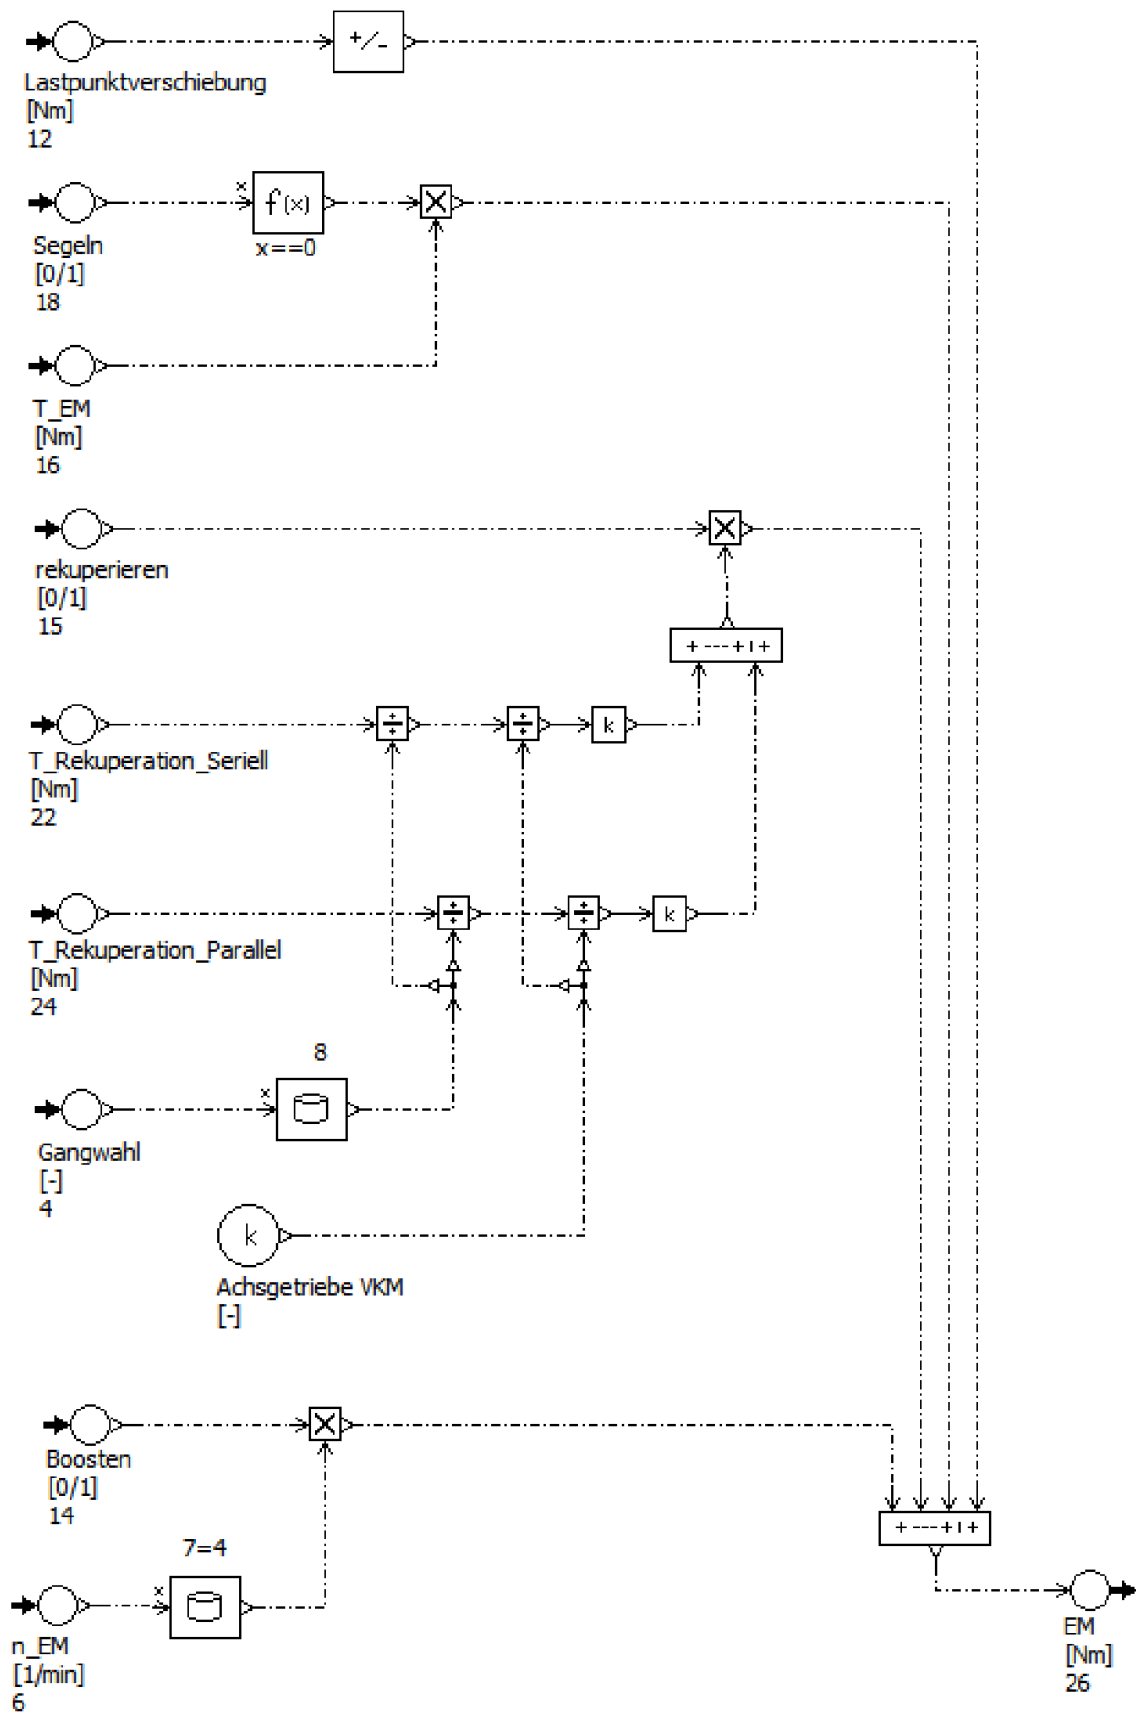 +/-
Lastpunktverschiebung
[Nm]
12
x
f(x)
x==0
Segeln
[0/1]
18
T_EM
[Nm]
16
rekuperieren
[0/1]
15
+ --- + | +
k
T_Rekuperation_Seriell
[Nm]
22
k
T_Rekuperation_Parallel
[Nm]
24
8
x
Gangwahl
[-]
4
k
Achsgetriebe VKM
[-]
Boosten
[0/1]
14
+ --- + | +
7=4
x
n_EM
[1/min]
6
EM
[Nm]
26